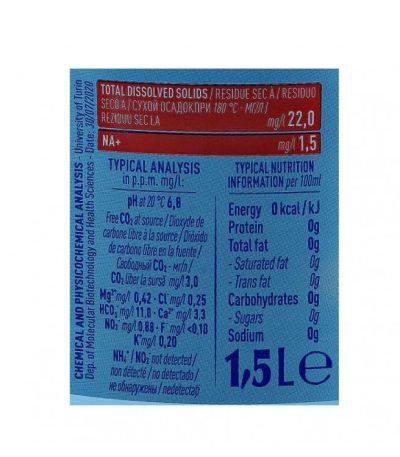 CHEMICAL AND PHYSICOCHEMICAL ANALYSIS - University of Turin
Dep. of Molecular Biotechnology and Health Sciences - Date: 30/07/2020
TOTAL DISSOLVED SOLIDS / RESIDUE SEC À / RESIDUO
SECO A / СУХОЙ ОСАДОКПРИ 180 °C - МГ/Л /
REZIDUU SEC LA
mg/l 22,0
NA+ mg/l 1,5
TYPICAL ANALYSIS
in p.p.m. mg/l:
pH at 20 °C 6,8
Free CO₂ at source / Dioxyde de
carbone libre à la source / Dióxido
de carbono libre en la fuente /
Свободный CO₂ - мг/л /
CO₂ liber la sursă mg/l 3,0
Mg²⁺mg/l 0,42 - Cl⁻mg/l 0,25
HCO₃⁻mg/l 11,0 - Ca²⁺mg/l 3,3
NO₃⁻mg/l 0,88 - F⁻mg/l <0,10
K⁺mg/l 0,20
NH₄⁺ / NO₂⁻ not detected /
non détecté / no detectado /
не обнаружены / nedetectați
TYPICAL NUTRITION
INFORMATION per 100ml
Energy 0 kcal/kJ
Protein 0g
Total fat 0g
- Saturated fat 0g
- Trans fat 0g
Carbohydrates 0g
- Sugars 0g
Sodium 0g
1,5L℮